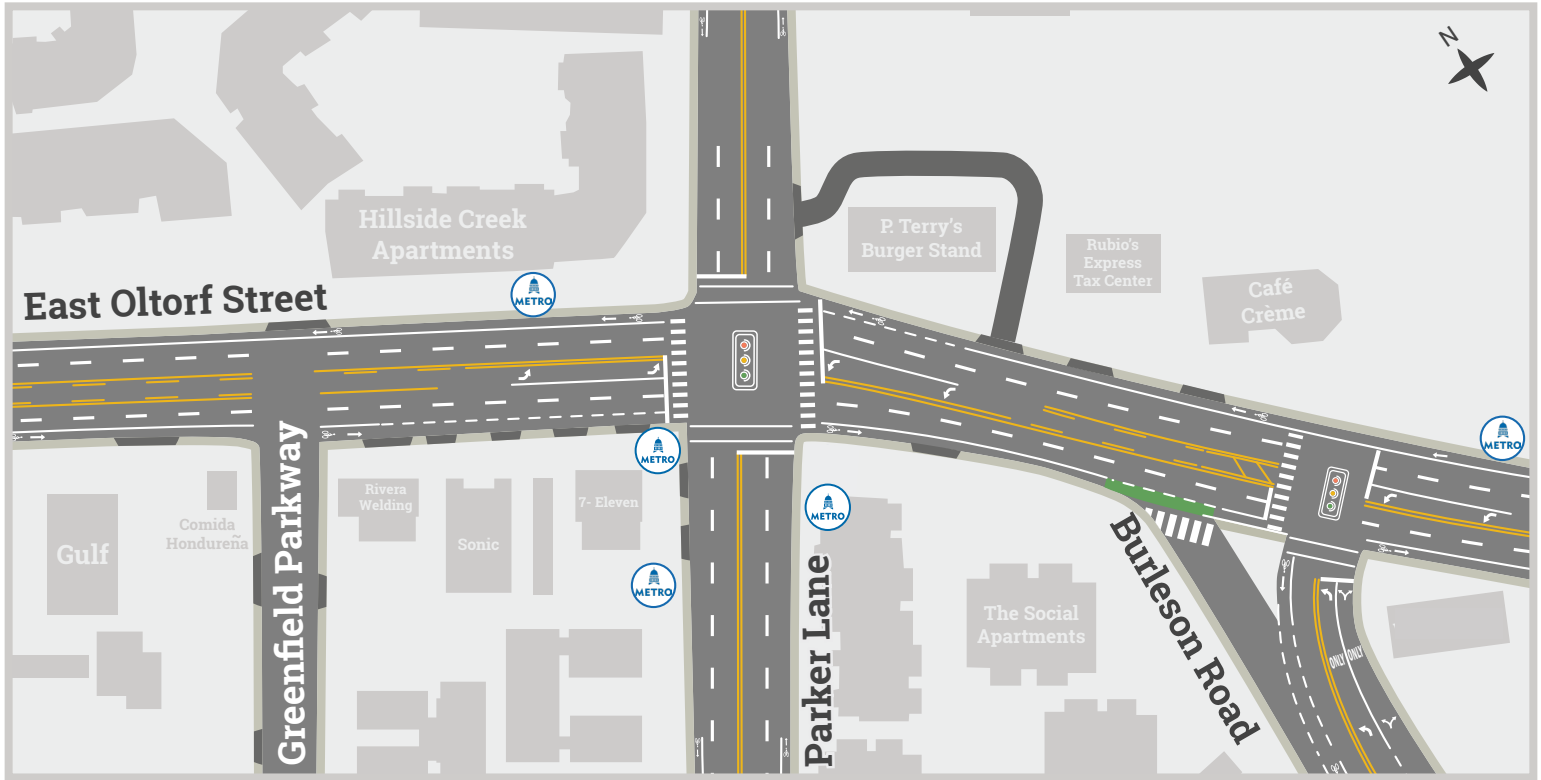 N
Hillside Creek
Apartments
P. Terry's
Burger Stand
Rubio's
Express
Tax Center
Café
Crème
East Oltorf Street
METRO
METRO
METRO
METRO
METRO
Greenfield Parkway
Rivera
Welding
7- Eleven
Comida
Hondureña
Gulf
Sonic
Parker Lane
The Social
Apartments
Burleson Road
ONLY
ONLY